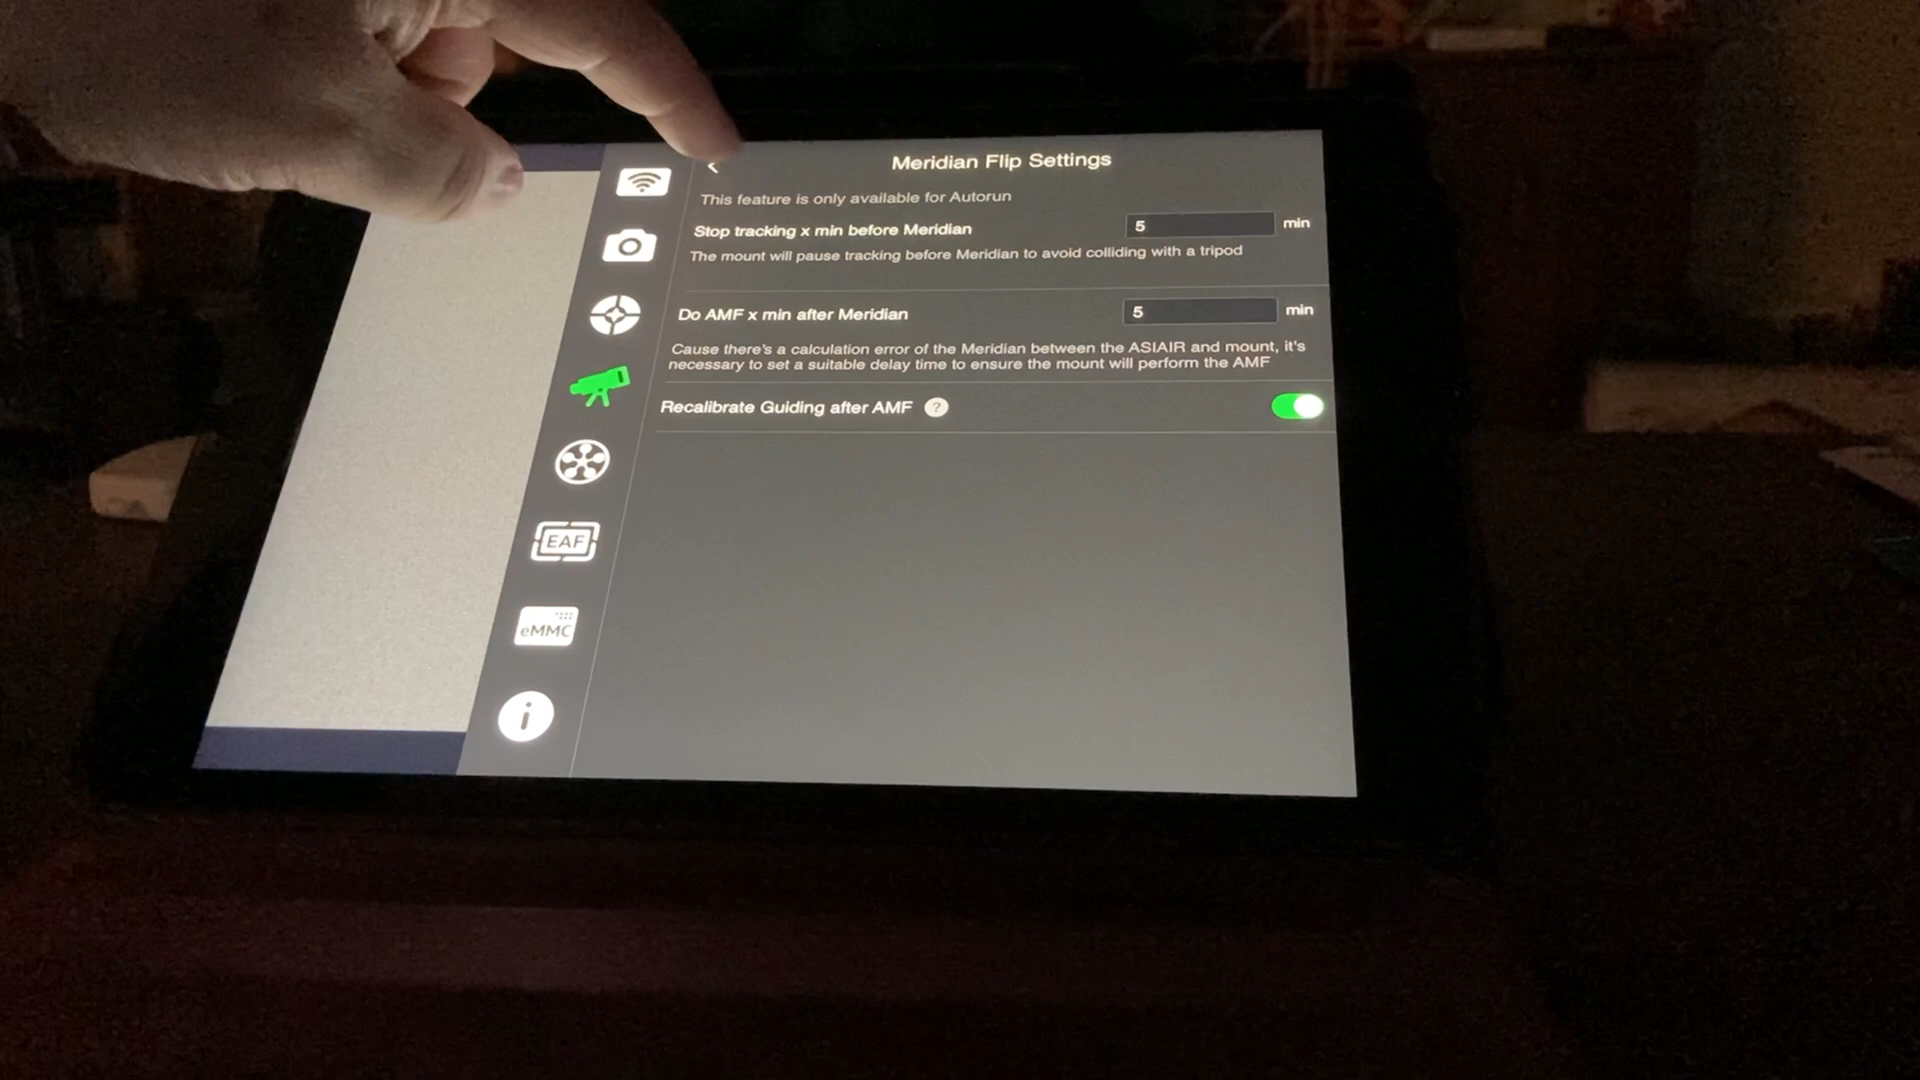 Meridian Flip Settings
This feature is only available for Autorun
Stop tracking x min before Meridian 5 min
The mount will pause tracking before Meridian to avoid colliding with a tripod
Do AMF x min after Meridian 5 min
Cause there's a calculation error of the Meridian between the ASIAIR and mount, it's
necessary to set a suitable delay time to ensure the mount will perform the AMF
Recalibrate Guiding after AMF ?
EAF
eMMC
i